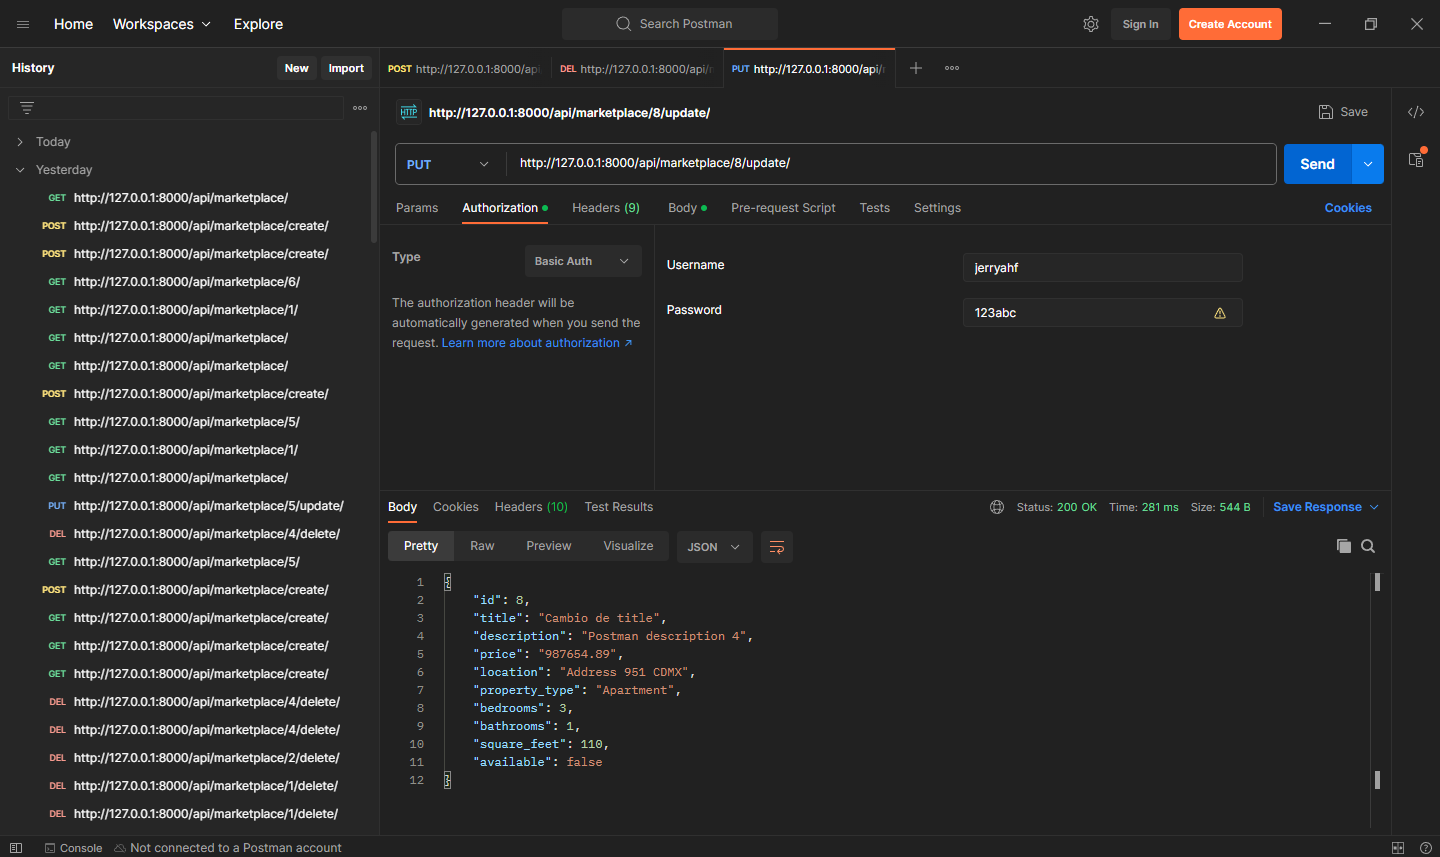 Home Workspaces Explore Search Postman Sign In Create Account
History New Import
POST http://127.0.0.1:8000/api DEL http://127.0.0.1:8000/api/ PUT http://127.0.0.1:8000/api/
HTTP http://127.0.0.1:8000/api/marketplace/8/update/ Save
PUT http://127.0.0.1:8000/api/marketplace/8/update/ Send
Params Authorization Headers (9) Body Pre-request Script Tests Settings Cookies
Type Basic Auth
The authorization header will be
automatically generated when you send the
request. Learn more about authorization ↗
Username jerryahf
Password 123abc
Today
Yesterday
GET http://127.0.0.1:8000/api/marketplace/
POST http://127.0.0.1:8000/api/marketplace/create/
POST http://127.0.0.1:8000/api/marketplace/create/
GET http://127.0.0.1:8000/api/marketplace/6/
GET http://127.0.0.1:8000/api/marketplace/1/
GET http://127.0.0.1:8000/api/marketplace/
GET http://127.0.0.1:8000/api/marketplace/
POST http://127.0.0.1:8000/api/marketplace/create/
GET http://127.0.0.1:8000/api/marketplace/5/
GET http://127.0.0.1:8000/api/marketplace/1/
GET http://127.0.0.1:8000/api/marketplace/
PUT http://127.0.0.1:8000/api/marketplace/5/update/
DEL http://127.0.0.1:8000/api/marketplace/4/delete/
GET http://127.0.0.1:8000/api/marketplace/5/
POST http://127.0.0.1:8000/api/marketplace/create/
GET http://127.0.0.1:8000/api/marketplace/create/
GET http://127.0.0.1:8000/api/marketplace/create/
GET http://127.0.0.1:8000/api/marketplace/create/
DEL http://127.0.0.1:8000/api/marketplace/4/delete/
DEL http://127.0.0.1:8000/api/marketplace/4/delete/
DEL http://127.0.0.1:8000/api/marketplace/2/delete/
DEL http://127.0.0.1:8000/api/marketplace/1/delete/
DEL http://127.0.0.1:8000/api/marketplace/1/delete/
Body Cookies Headers (10) Test Results Status: 200 OK Time: 281 ms Size: 544 B Save Response
Pretty Raw Preview Visualize JSON
1 {
2 "id": 8,
3 "title": "Cambio de title",
4 "description": "Postman description 4",
5 "price": "987654.89",
6 "location": "Address 951 CDMX",
7 "property_type": "Apartment",
8 "bedrooms": 3,
9 "bathrooms": 1,
10 "square_feet": 110,
11 "available": false
12 }
Console Not connected to a Postman account